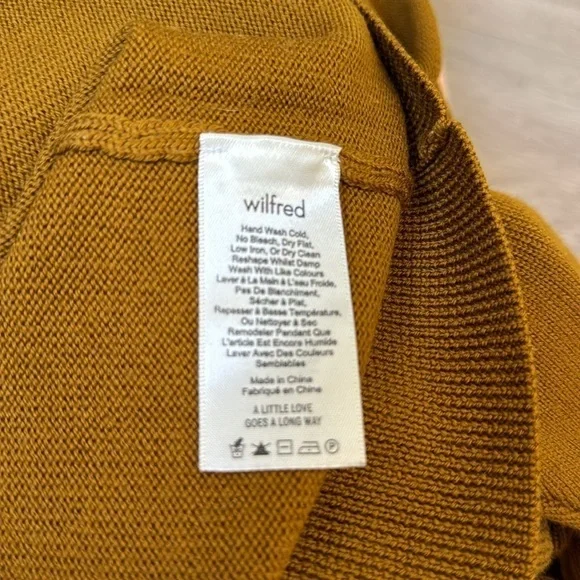 wilfred
Hand Wash Cold,
No Bleach, Dry Flat,
Low Iron, Or Dry Clean
Reshape Whilst Damp
Wash With Like Colours
Laver à La Main à L'eau Froide,
Pas De Blanchiment,
Sécher à Plat,
Repasser à Basse Température,
Ou Nettoyer à Sec
Remodeler Pendant Que
L'article Est Encore Humide
Laver Avec Des Couleurs
Semblables
Made in China
Fabriqué en Chine
A LITTLE LOVE
GOES A LONG WAY
P